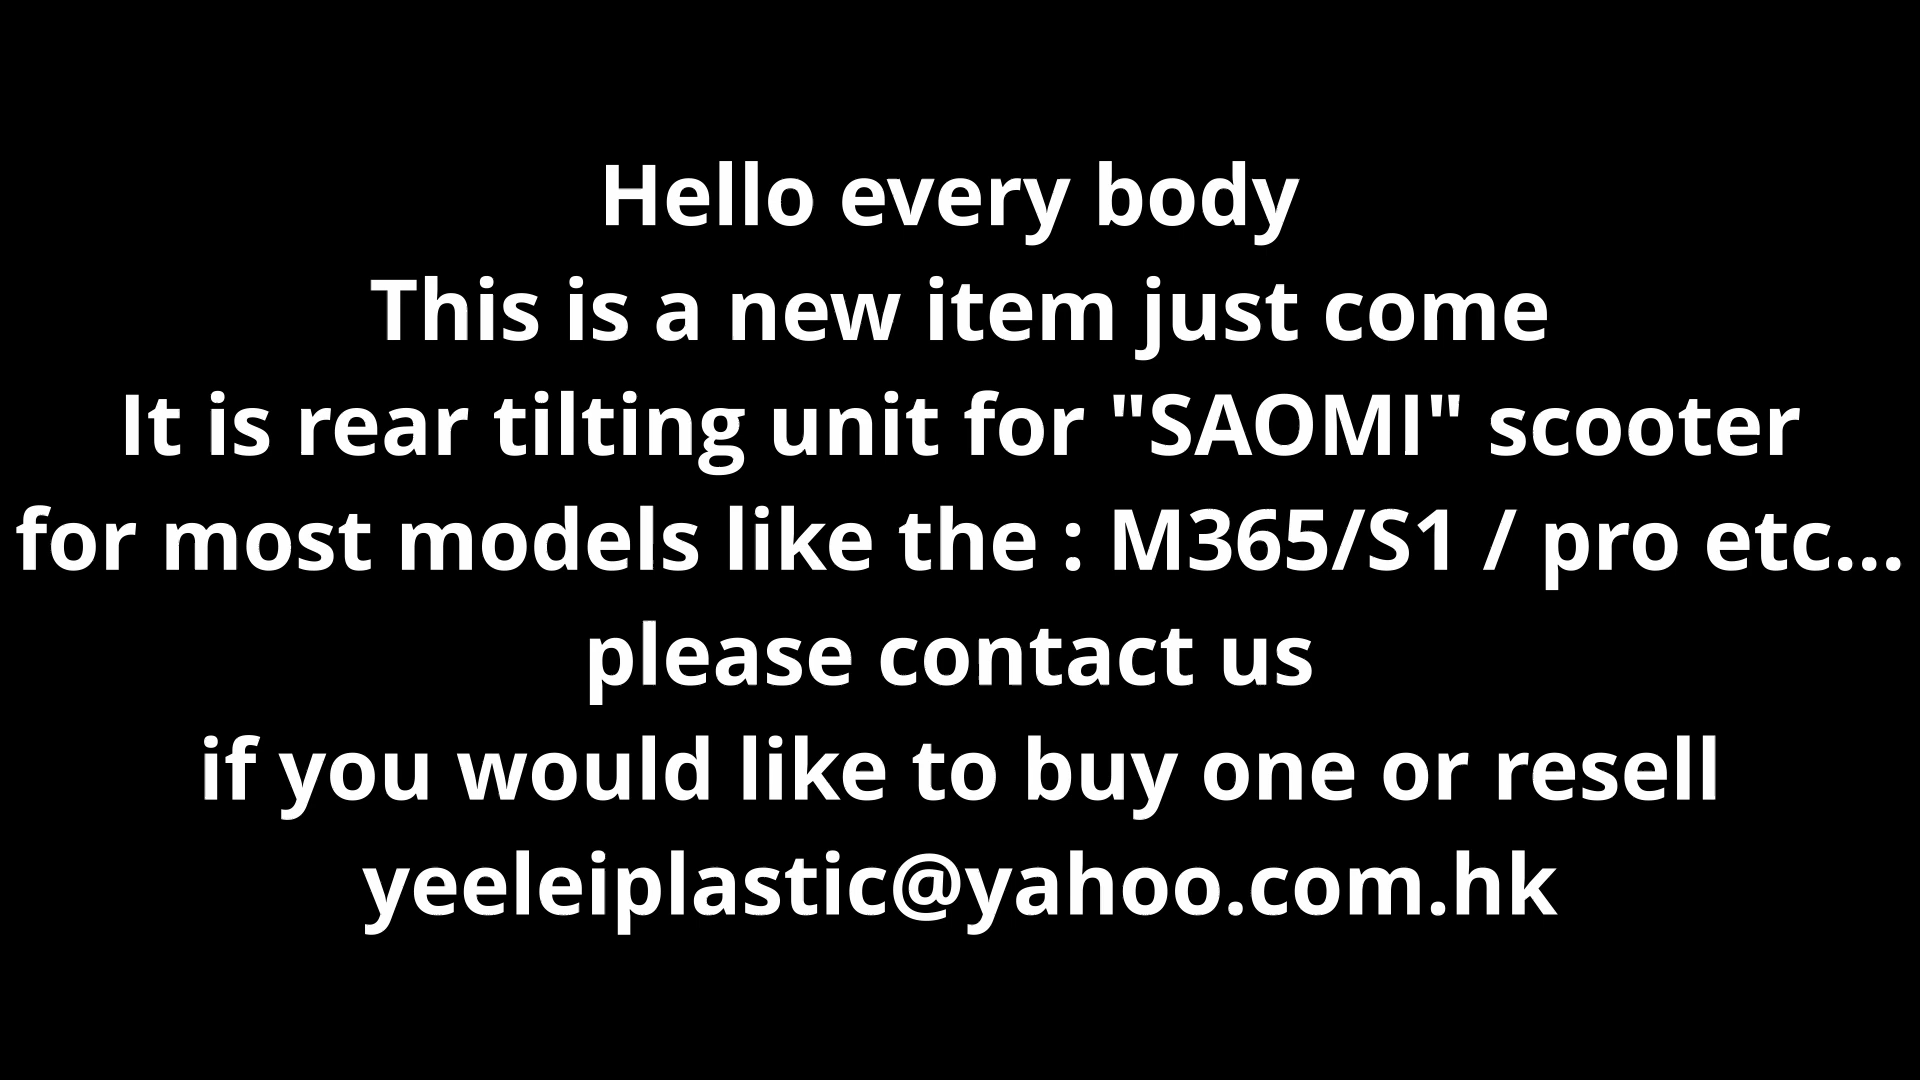 Hello every body
This is a new item just come
It is rear tilting unit for "SAOMI" scooter
for most models like the : M365/S1 / pro etc...
please contact us
if you would like to buy one or resell
yeeleiplastic@yahoo.com.hk